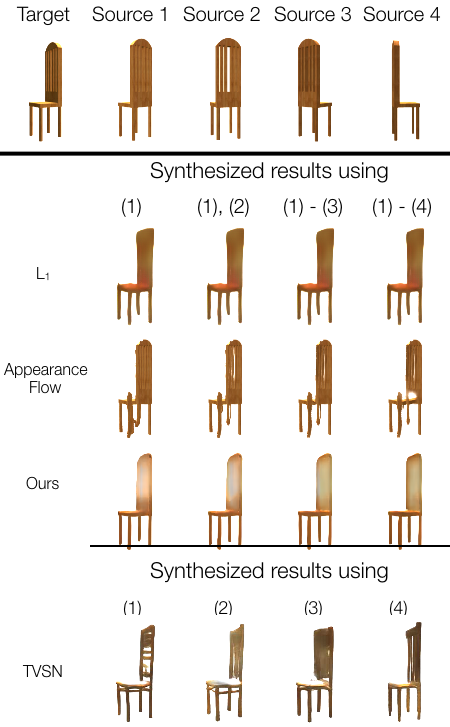 Target Source 1 Source 2 Source 3 Source 4
Synthesized results using
(1) (1), (2) (1) - (3) (1) - (4)
L₁
Appearance
Flow
Ours
Synthesized results using
(1) (2) (3) (4)
TVSN